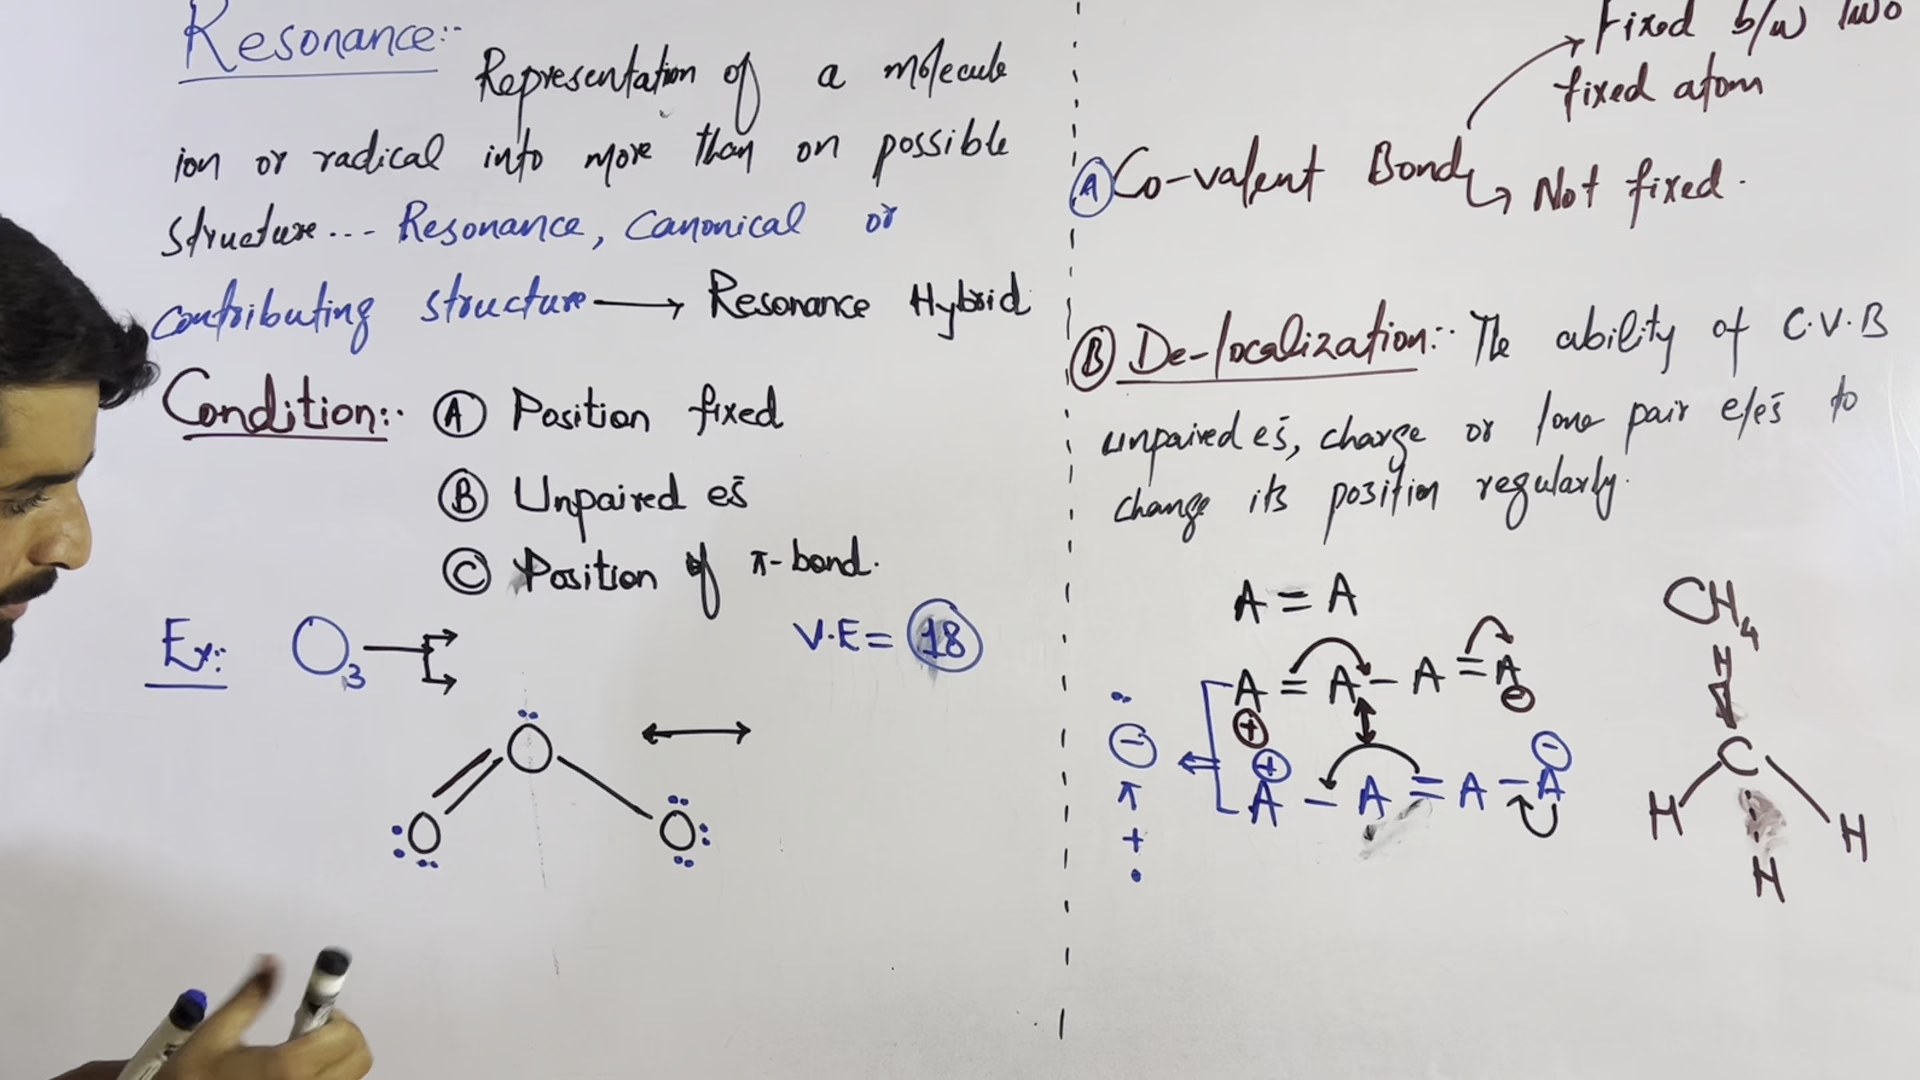 Resonance:-
Representation of a molecule
ion or radical into more than on possible
structure... Resonance, Canonical or
contributing structure → Resonance Hybrid
Condition:- Ⓐ Position fixed
Ⓑ Unpaired es̄
Ⓒ Position of π-bond.
Ex: O₃
V.E = 18
O
O O
Fixed b/w two
fixed atom
Ⓐ Co-valent Bond
Not fixed.
Ⓑ De-localization:- The ability of C.V.B
unpaired es̄, charge or lone pair e/es̄ to
change its position regularly.
A = A
A = A - A = A
⊕ ⊖
⊕ ⊖
A - A = A - A
⊖
π
+
CH₄
H
C
H H
H